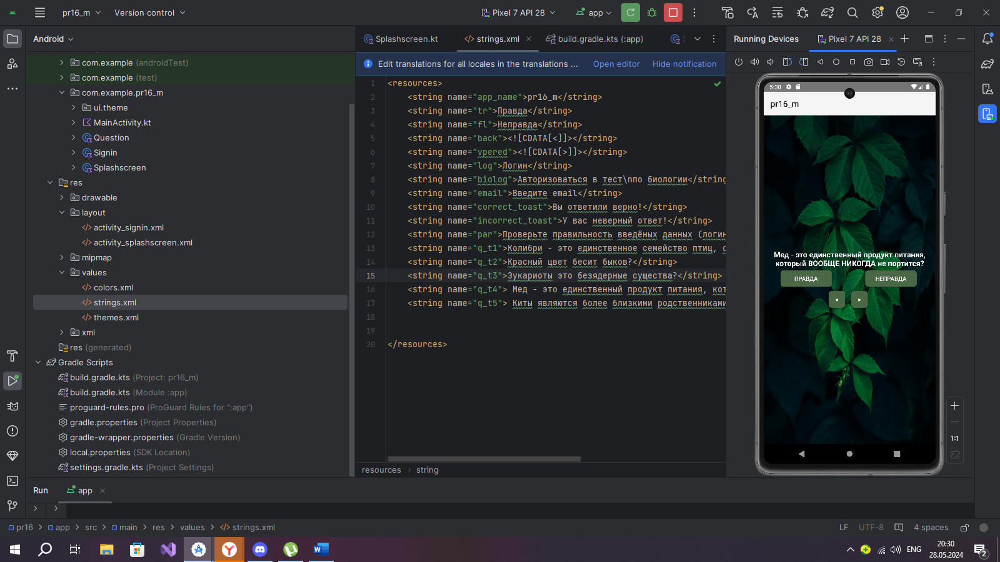 pr16_m
Version control
Pixel 7 API 28
app
Android
Splashscreen.kt
strings.xml
build.gradle.kts (:app)
Running Devices
Pixel 7 API 28
Edit translations for all locales in the translations ...
Open editor
Hide notification
com.example (androidTest)
com.example (test)
com.example.pr16_m
ui.theme
MainActivity.kt
Question
Signin
Splashscreen
res
drawable
layout
activity_signin.xml
activity_splashscreen.xml
mipmap
values
colors.xml
strings.xml
themes.xml
xml
res (generated)
Gradle Scripts
build.gradle.kts (Project: pr16_m)
build.gradle.kts (Module :app)
proguard-rules.pro (ProGuard Rules for ":app")
gradle.properties (Project Properties)
gradle-wrapper.properties (Gradle Version)
local.properties (SDK Location)
settings.gradle.kts (Project Settings)
1 <resources>
2 <string name="app_name">pr16_m</string>
3 <string name="tr">Правда</string>
4 <string name="fl">Неправда</string>
5 <string name="back"><![CDATA[<]]></string>
6 <string name="vpered"><![CDATA[>]]></string>
7 <string name="log">Логин</string>
8 <string name="biolog">Авторизоваться в тест\nпо биологии</string
9 <string name="email">Введите email</string>
10 <string name="correct_toast">Вы ответили верно!</string>
11 <string name="incorrect_toast">У вас неверный ответ!</string>
12 <string name="par">Проверьте правильность введёных данных (логин
13 <string name="q_t1">Колибри - это единственное семейство птиц,
14 <string name="q_t2">Красный цвет бесит быков?</string>
15 <string name="q_t3">Эукариоты это безядерные существа?</string>
16 <string name="q_t4"> Мед - это единственный продукт питания, кот
17 <string name="q_t5"> Киты являются более близкими родственниками
18
19
20 </resources>
resources
string
5:30
pr16_m
Мед - это единственный продукт питания,
который ВООБЩЕ НИКОГДА не портится?
ПРАВДА
НЕПРАВДА
<
>
1:1
Run
app
pr16
app
src
main
res
values
strings.xml
LF
UTF-8
4 spaces
ENG
20:30
28.05.2024
2